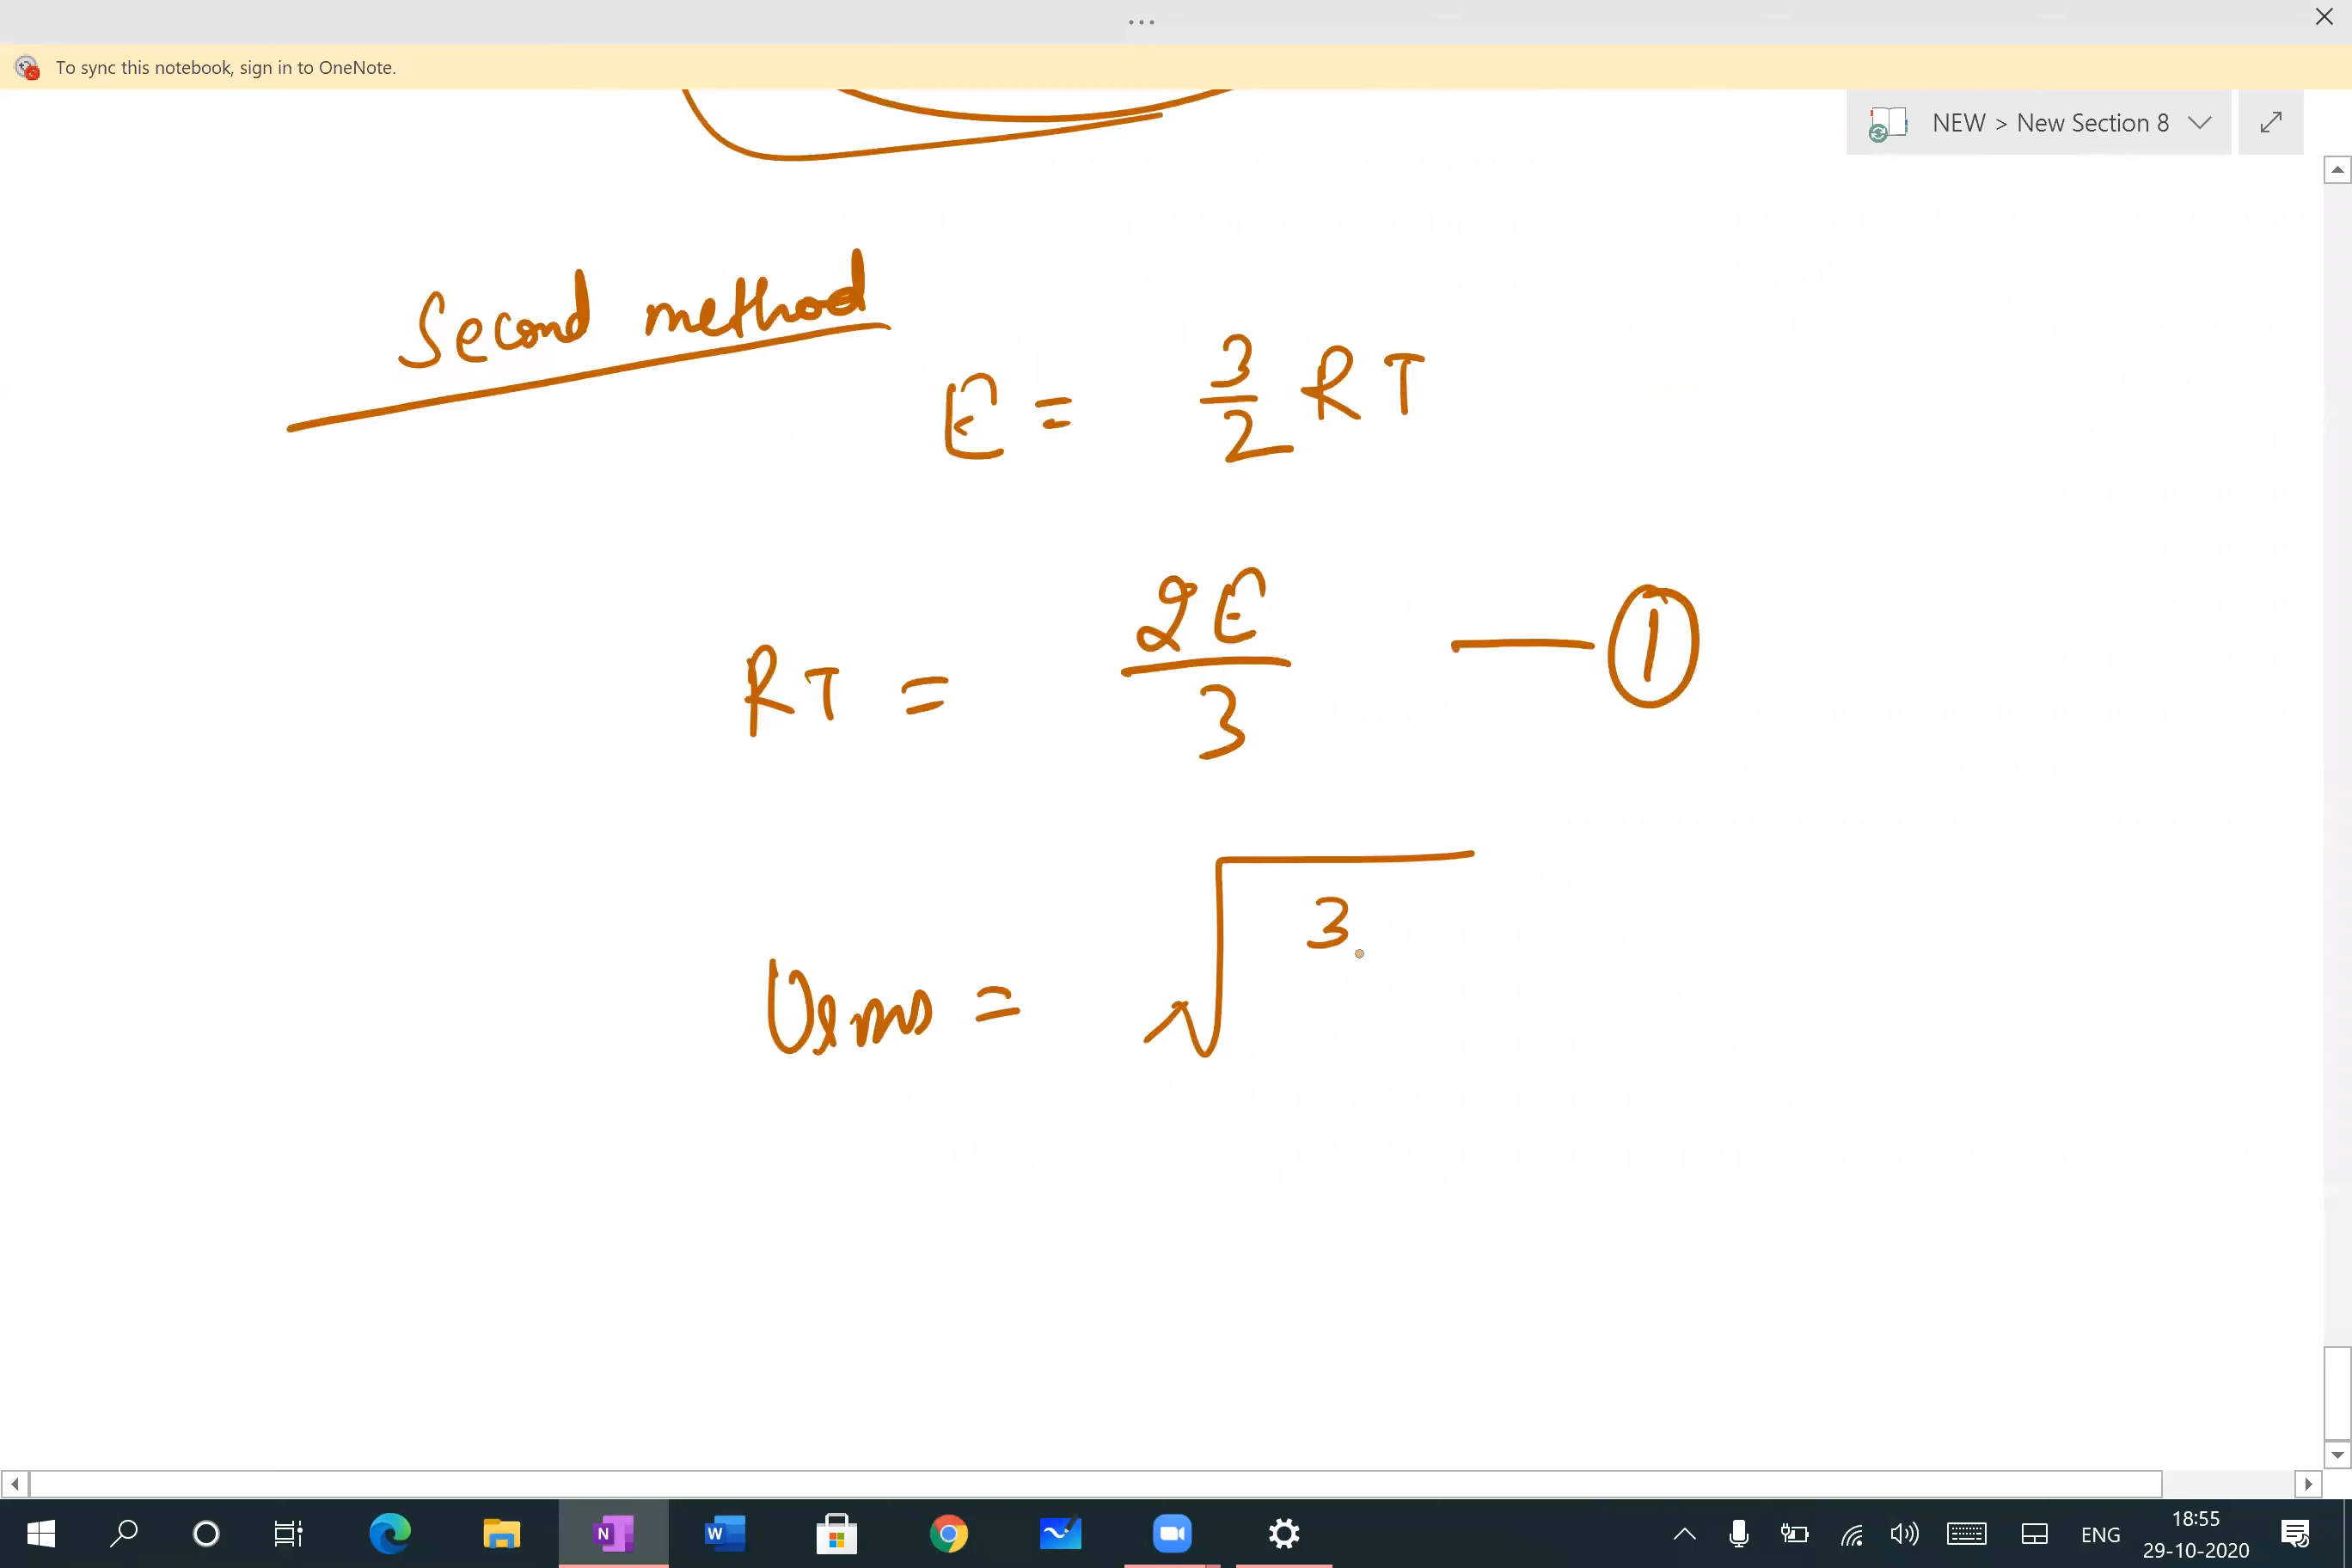 ...
To sync this notebook, sign in to OneNote.
NEW > New Section 8
Second method
E = 3/2 RT
RT = 2E/3 — ①
Urms = √3
N
W
ENG
18:55
29-10-2020